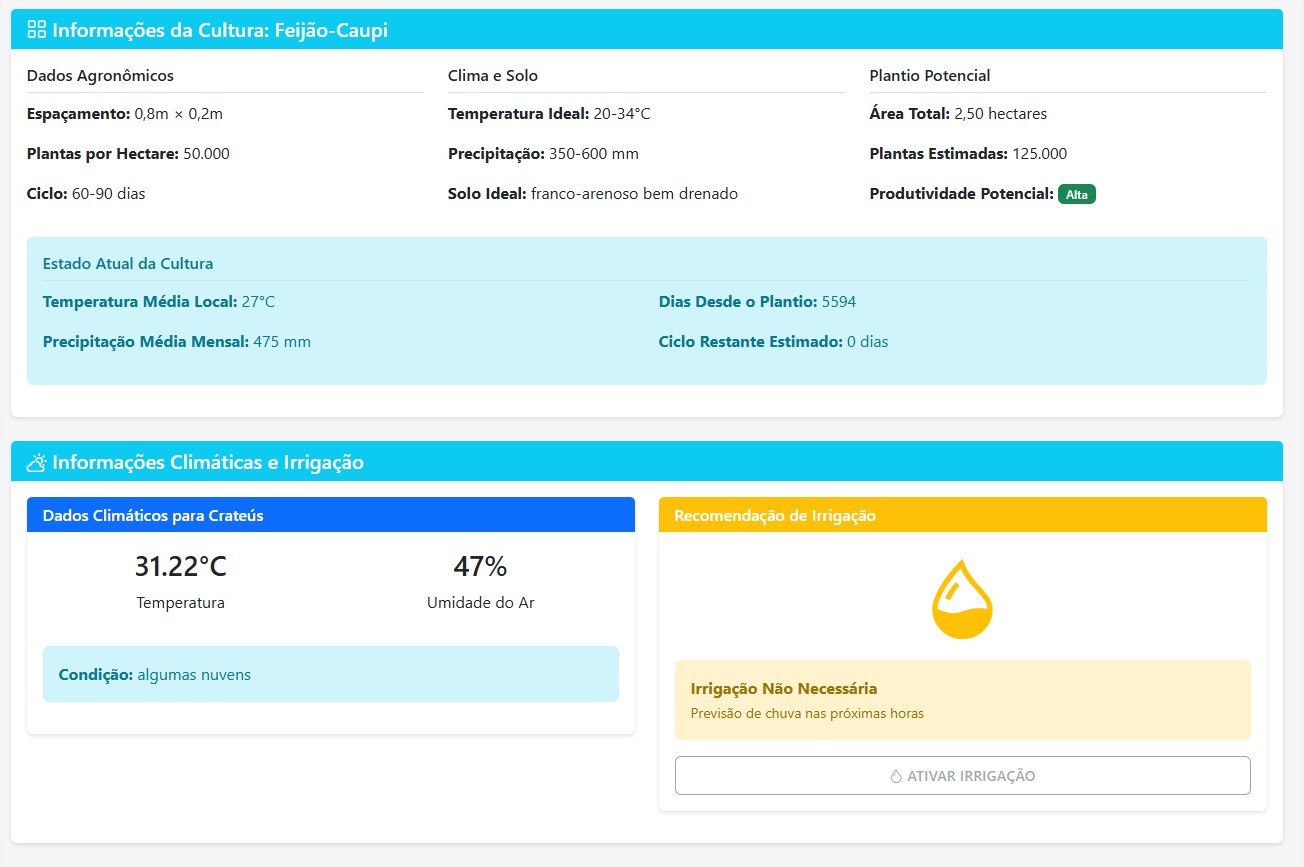 Informações da Cultura: Feijão-Caupi
Dados Agronômicos
Espaçamento: 0,8m × 0,2m
Plantas por Hectare: 50.000
Ciclo: 60-90 dias
Clima e Solo
Temperatura Ideal: 20-34°C
Precipitação: 350-600 mm
Solo Ideal: franco-arenoso bem drenado
Plantio Potencial
Área Total: 2,50 hectares
Plantas Estimadas: 125.000
Produtividade Potencial: Alta
Estado Atual da Cultura
Temperatura Média Local: 27°C
Precipitação Média Mensal: 475 mm
Dias Desde o Plantio: 5594
Ciclo Restante Estimado: 0 dias
Informações Climáticas e Irrigação
Dados Climáticos para Crateús
31.22°C
Temperatura
47%
Umidade do Ar
Condição: algumas nuvens
Recomendação de Irrigação
Irrigação Não Necessária
Previsão de chuva nas próximas horas
ATIVAR IRRIGAÇÃO